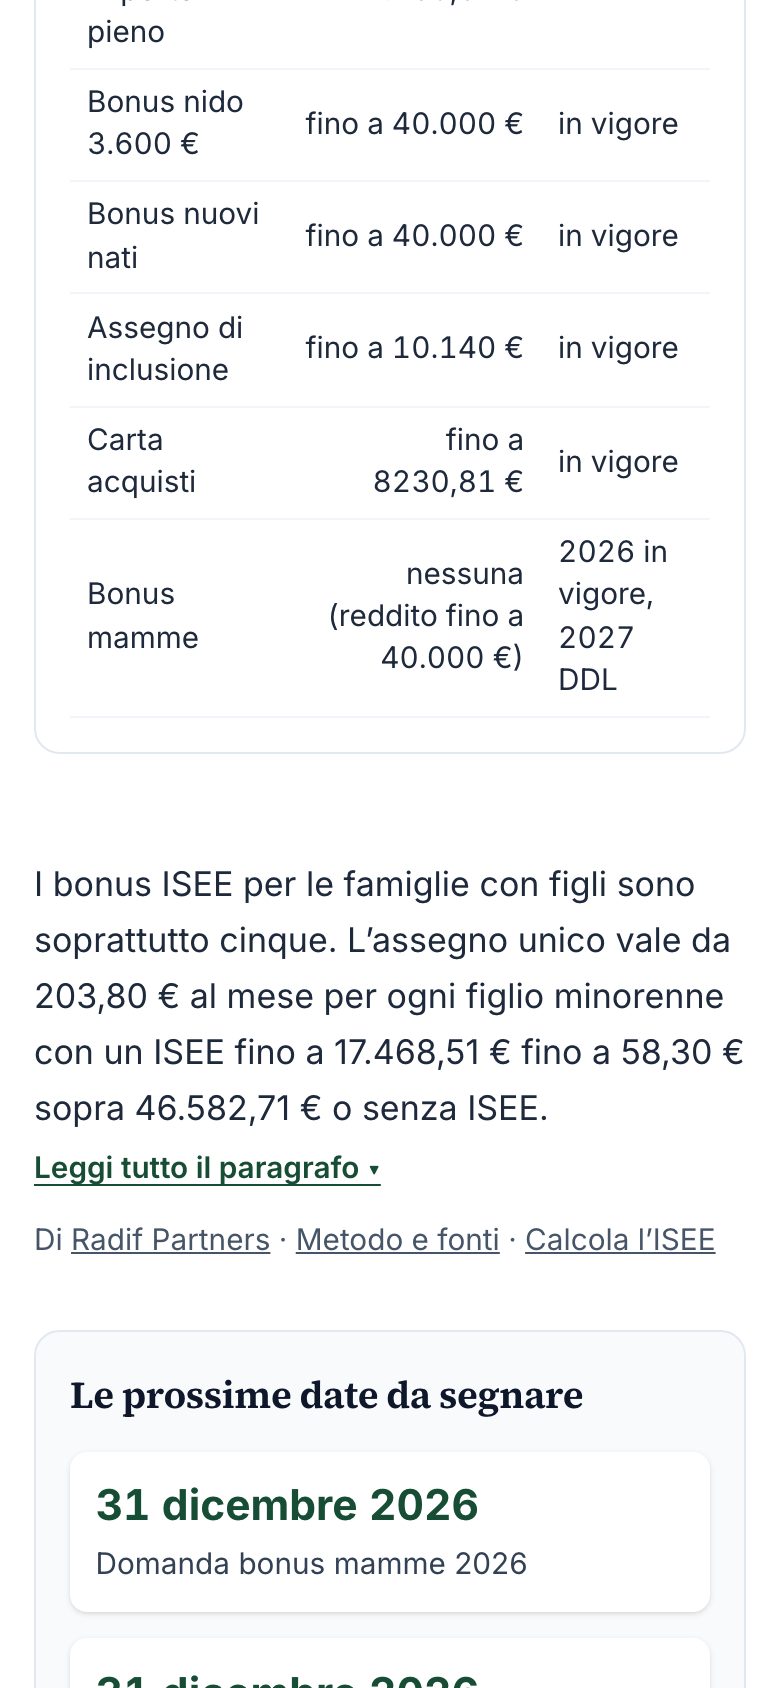 pieno
Bonus nido
3.600 €
fino a 40.000 €
in vigore
Bonus nuovi
nati
fino a 40.000 €
in vigore
Assegno di
inclusione
fino a 10.140 €
in vigore
Carta
acquisti
fino a
8230,81 €
in vigore
Bonus
mamme
nessuna
(reddito fino a
40.000 €)
2026 in
vigore,
2027
DDL
I bonus ISEE per le famiglie con figli sono
soprattutto cinque. L’assegno unico vale da
203,80 € al mese per ogni figlio minorenne
con un ISEE fino a 17.468,51 € fino a 58,30 €
sopra 46.582,71 € o senza ISEE.
Leggi tutto il paragrafo ▾
Di Radif Partners · Metodo e fonti · Calcola l’ISEE
Le prossime date da segnare
31 dicembre 2026
Domanda bonus mamme 2026
31 dicembre 2026